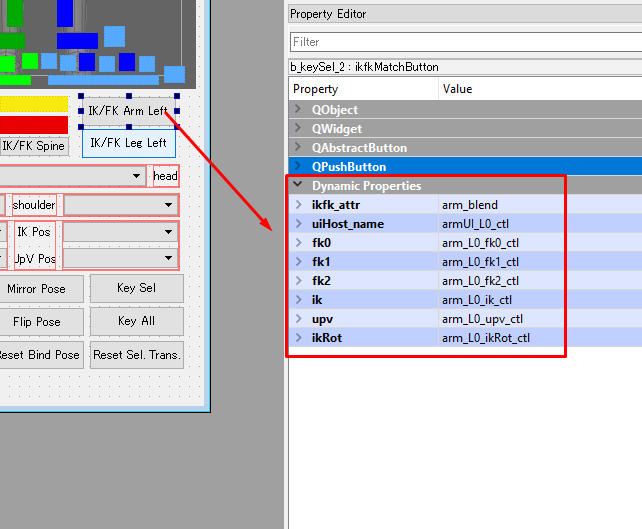 Property Editor
Filter
b_keySel_2 : ikfkMatchButton
Property Value
QObject
QWidget
QAbstractButton
QPushButton
Dynamic Properties
ikfk_attr arm_blend
uiHost_name armUI_L0_ctl
fk0 arm_L0_fk0_ctl
fk1 arm_L0_fk1_ctl
fk2 arm_L0_fk2_ctl
ik arm_L0_ik_ctl
upv arm_L0_upv_ctl
ikRot arm_L0_ikRot_ctl
IK/FK Arm Left
IK/FK Spine IK/FK Leg Left
head
shoulder
IK Pos
UpV Pos
Mirror Pose Key Sel
Flip Pose Key All
Reset Bind Pose Reset Sel. Trans.